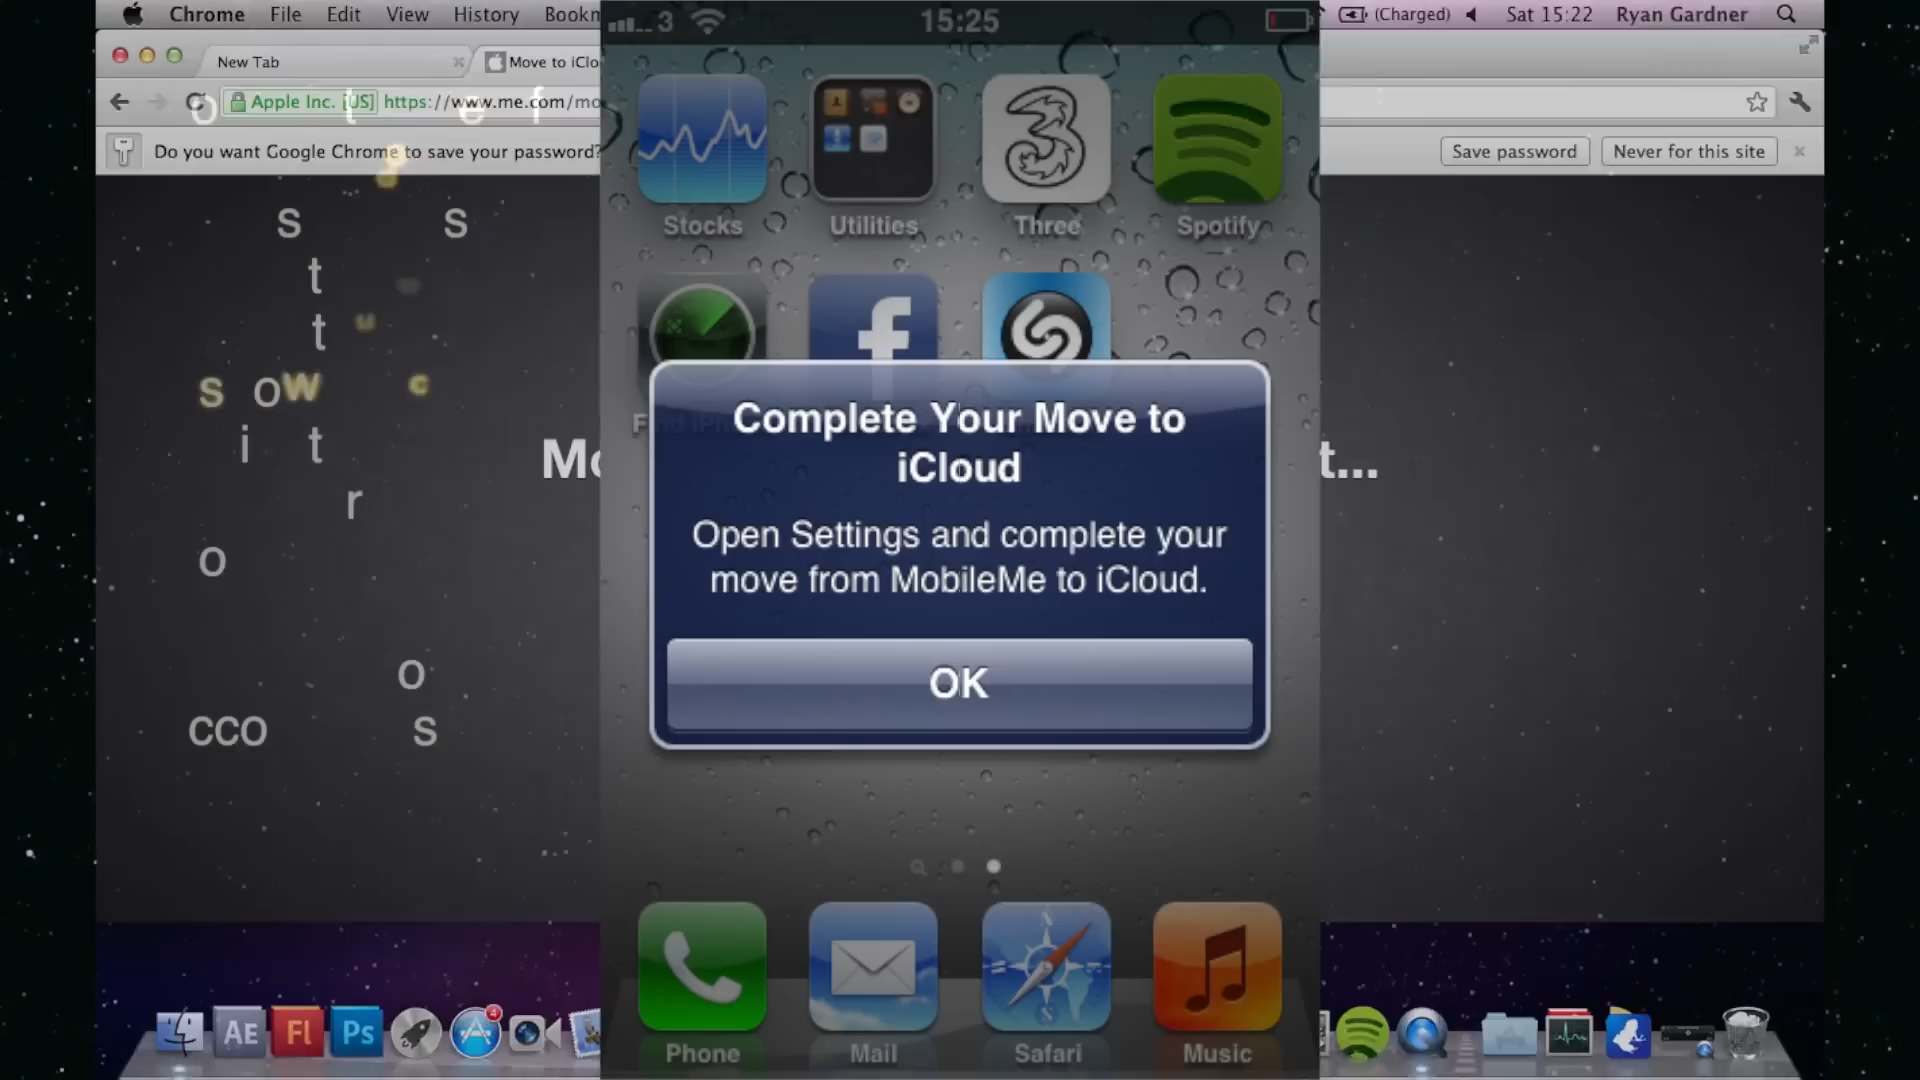 Chrome File Edit View History Bookm
(Charged) Sat 15:22 Ryan Gardner
3 15:25
New Tab
Move to iClo
Apple Inc. [US] https://www.me.com/mo
Do you want Google Chrome to save your password?
Save password
Never for this site
Stocks Utilities Three Spotify
o t e f
s s
t
t u
s o w c
i t
r
o
o
cco s
Mo
t...
Complete Your Move to
iCloud
Open Settings and complete your
move from MobileMe to iCloud.
OK
Phone Mail Safari Music
Ae Fl Ps
4